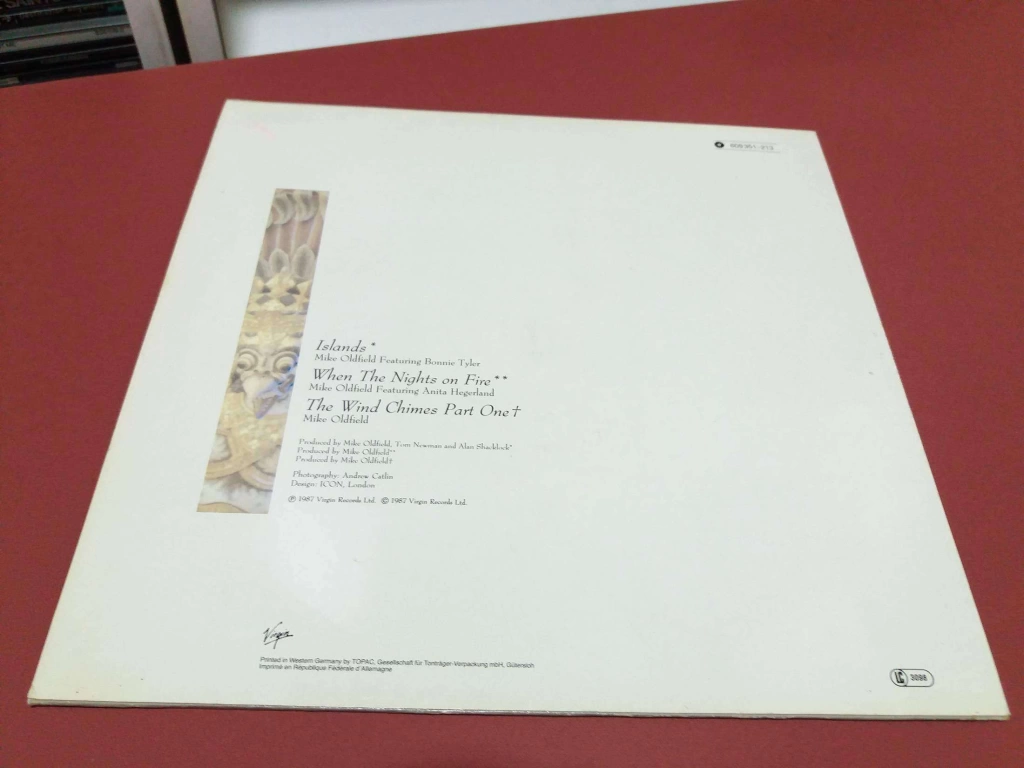 Islands *
Mike Oldfield Featuring Bonnie Tyler
When The Nights on Fire **
Mike Oldfield Featuring Anita Hegerland
The Wind Chimes Part One †
Mike Oldfield
Produced by Mike Oldfield, Tom Newman and Alan Shacklock*
Produced by Mike Oldfield**
Produced by Mike Oldfield†
Photography: Andrew Catlin
Design: ICON, London
℗ 1987 Virgin Records Ltd. © 1987 Virgin Records Ltd.
Virgin
Printed in Western Germany by TOPAC, Gesellschaft für Tonträger-Verpackung mbH, Gütersloh
Imprimé en République Fédérale d'Allemagne
LC 3098